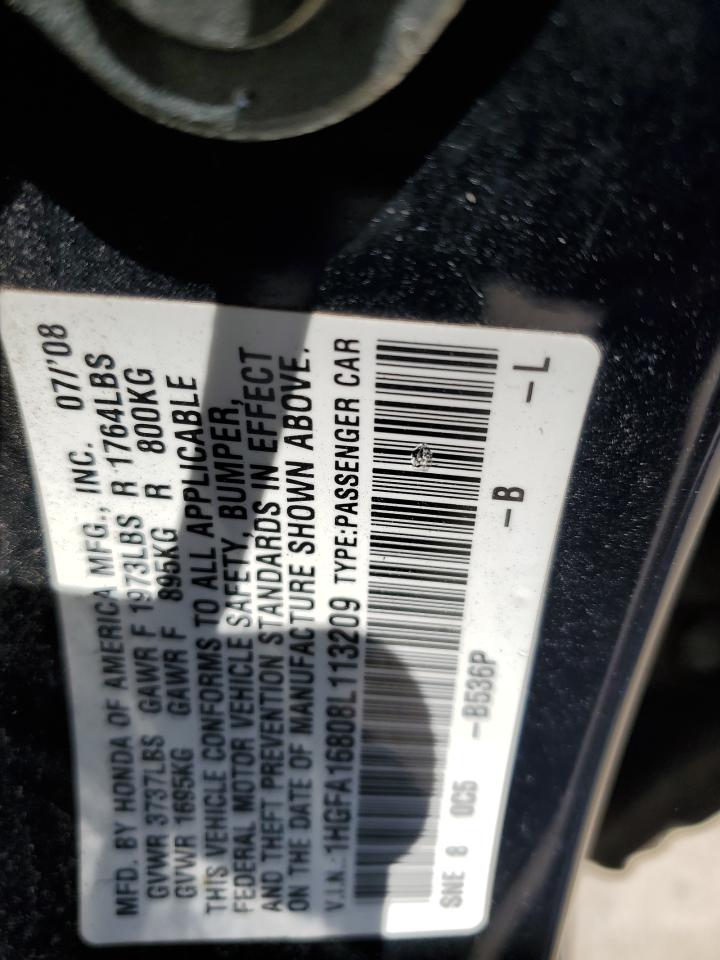 MFD. BY HONDA OF AMERICA MFG., INC. 07/'08
GVWR 3737LBS GAWR F 1973LBS R 1764LBS
GVWR 1695KG GAWR F 895KG R 800KG
THIS VEHICLE CONFORMS TO ALL APPLICABLE
FEDERAL MOTOR VEHICLE SAFETY, BUMPER,
AND THEFT PREVENTION STANDARDS IN EFFECT
ON THE DATE OF MANUFACTURE SHOWN ABOVE.
V.I.N.: 1HGFA16808L113209 TYPE:PASSENGER CAR
SNE 8 0C5 -B536P -B -L